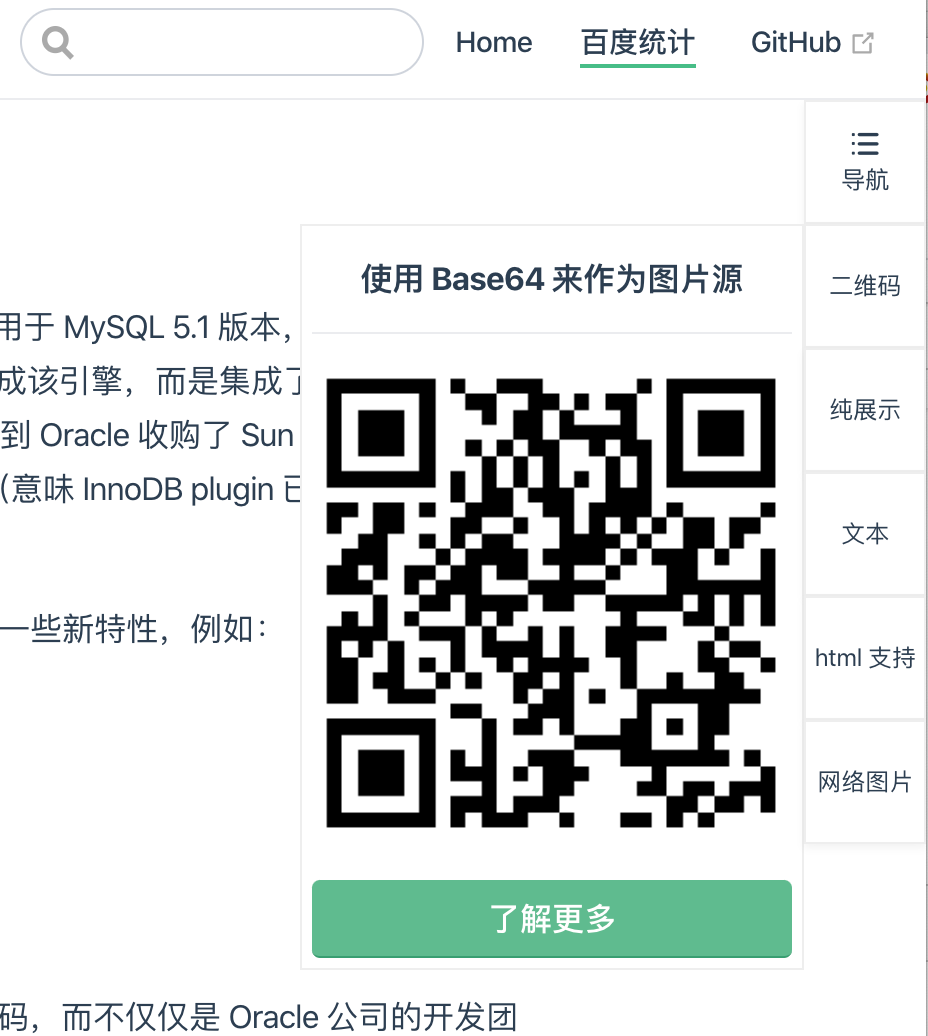 Home 百度统计 GitHub
导航
使用 Base64 来作为图片源
二维码
用于 MySQL 5.1 版本,
成该引擎，而是集成了
纯展示
到 Oracle 收购了 Sun
（意味 InnoDB plugin 已
文本
一些新特性，例如：
html 支持
网络图片
了解更多
码，而不仅仅是 Oracle 公司的开发团